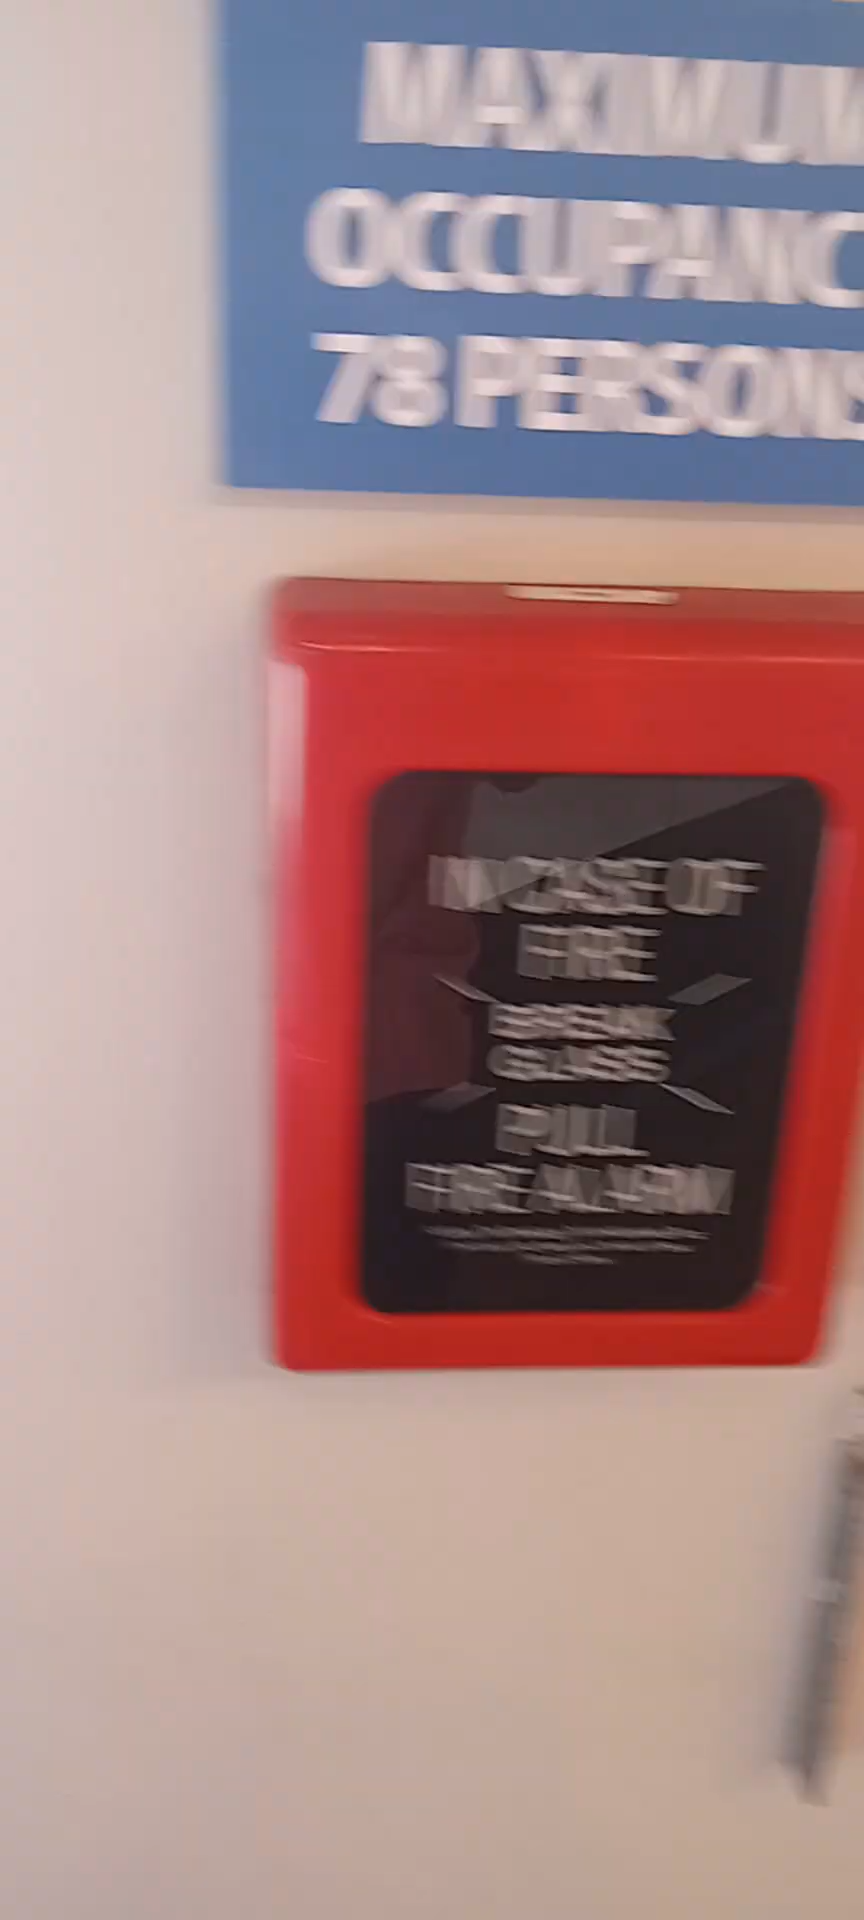 MAXIMUM
OCCUPANC
78 PERSONS
IN CASE OF
FIRE
BREAK
GLASS
PULL
FIRE ALARM